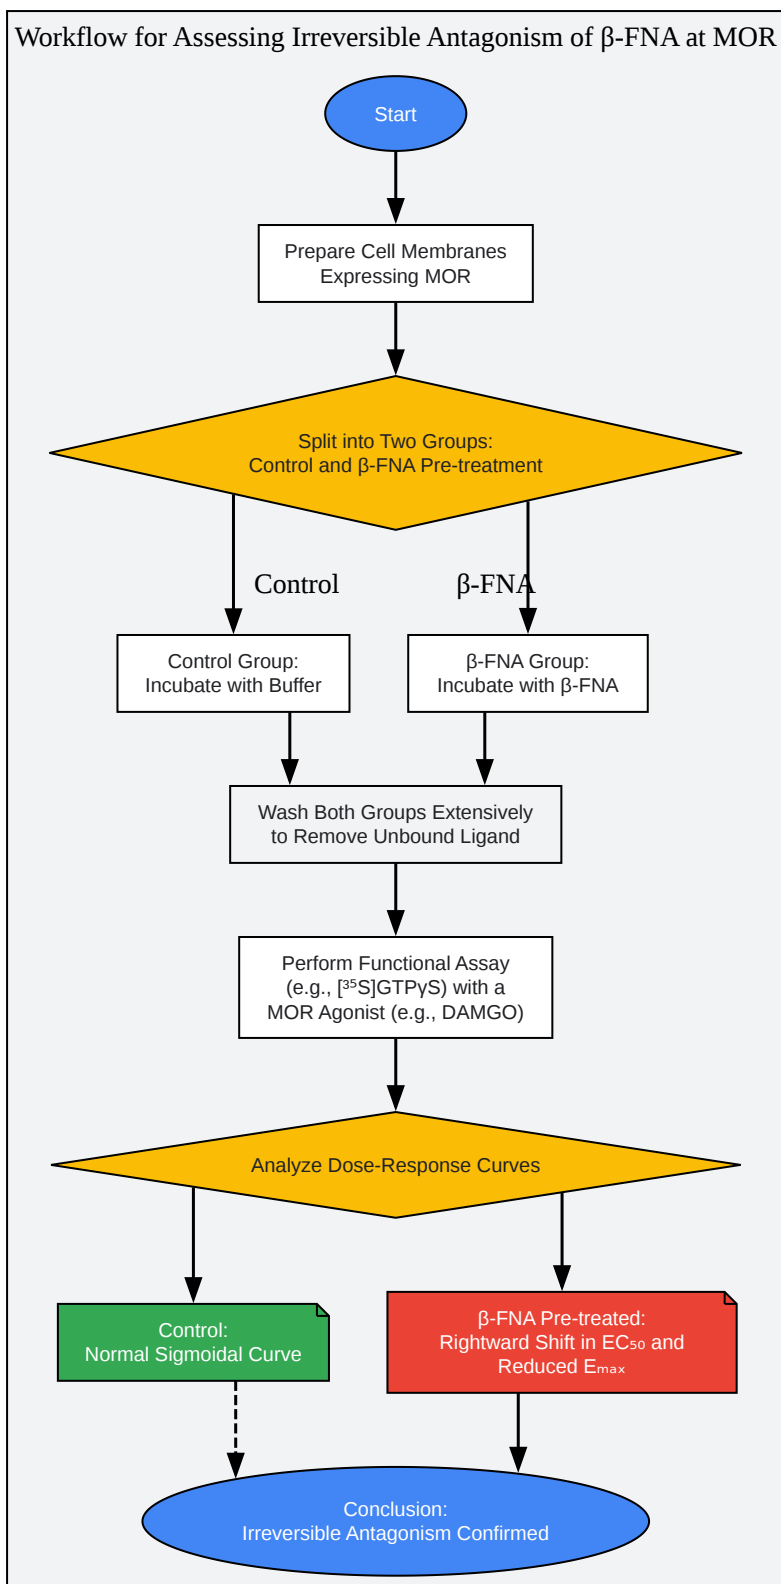 Workflow for Assessing Irreversible Antagonism of β-FNA at MOR
Start
Prepare Cell Membranes
Expressing MOR
Split into Two Groups:
Control and β-FNA Pre-treatment
Control
β-FNA
Control Group:
Incubate with Buffer
β-FNA Group:
Incubate with β-FNA
Wash Both Groups Extensively
to Remove Unbound Ligand
Perform Functional Assay
(e.g., [³⁵S]GTPγS) with a
MOR Agonist (e.g., DAMGO)
Analyze Dose-Response Curves
Control:
Normal Sigmoidal Curve
β-FNA Pre-treated:
Rightward Shift in EC₅₀ and
Reduced Eₘₐₓ
Conclusion:
Irreversible Antagonism Confirmed